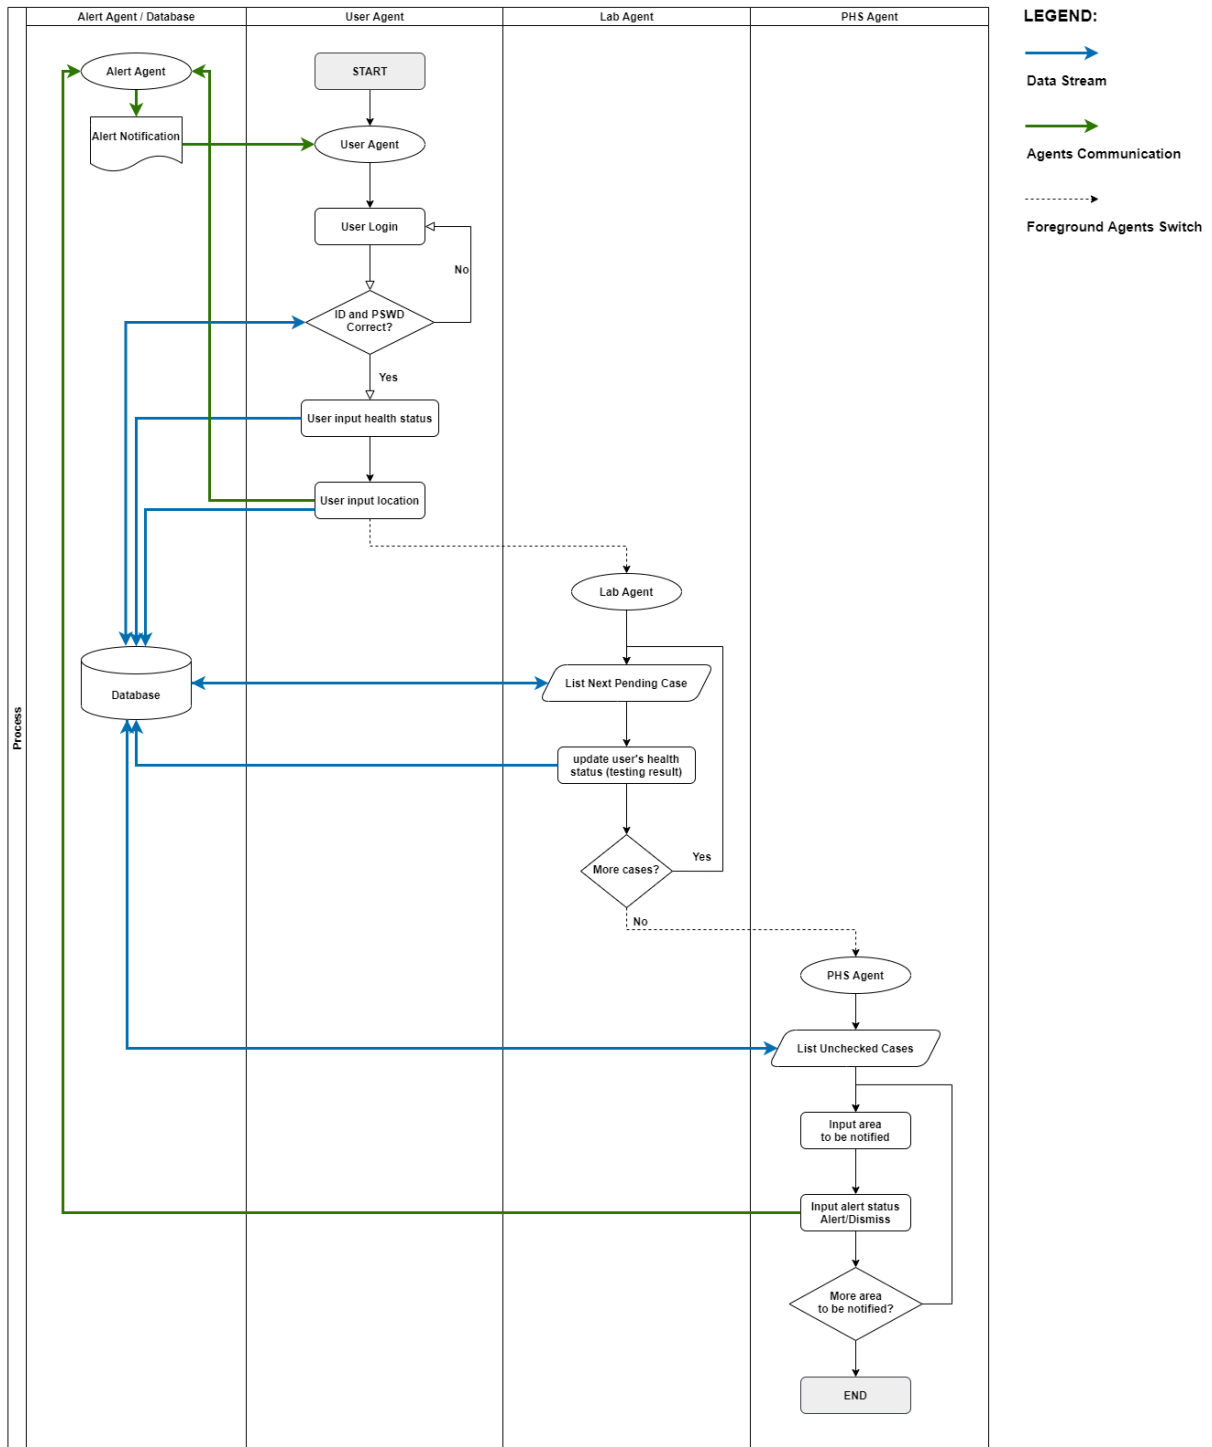 Alert Agent / Database
User Agent
Lab Agent
PHS Agent
LEGEND:
Data Stream
Agents Communication
Foreground Agents Switch
Process
Alert Agent
START
Alert Notification
User Agent
User Login
No
ID and PSWD
Correct?
Yes
User input health status
User input location
Lab Agent
Database
List Next Pending Case
update user's health
status (testing result)
More cases?
Yes
No
PHS Agent
List Unchecked Cases
Input area
to be notified
Input alert status
Alert/Dismiss
More area
to be notified?
END